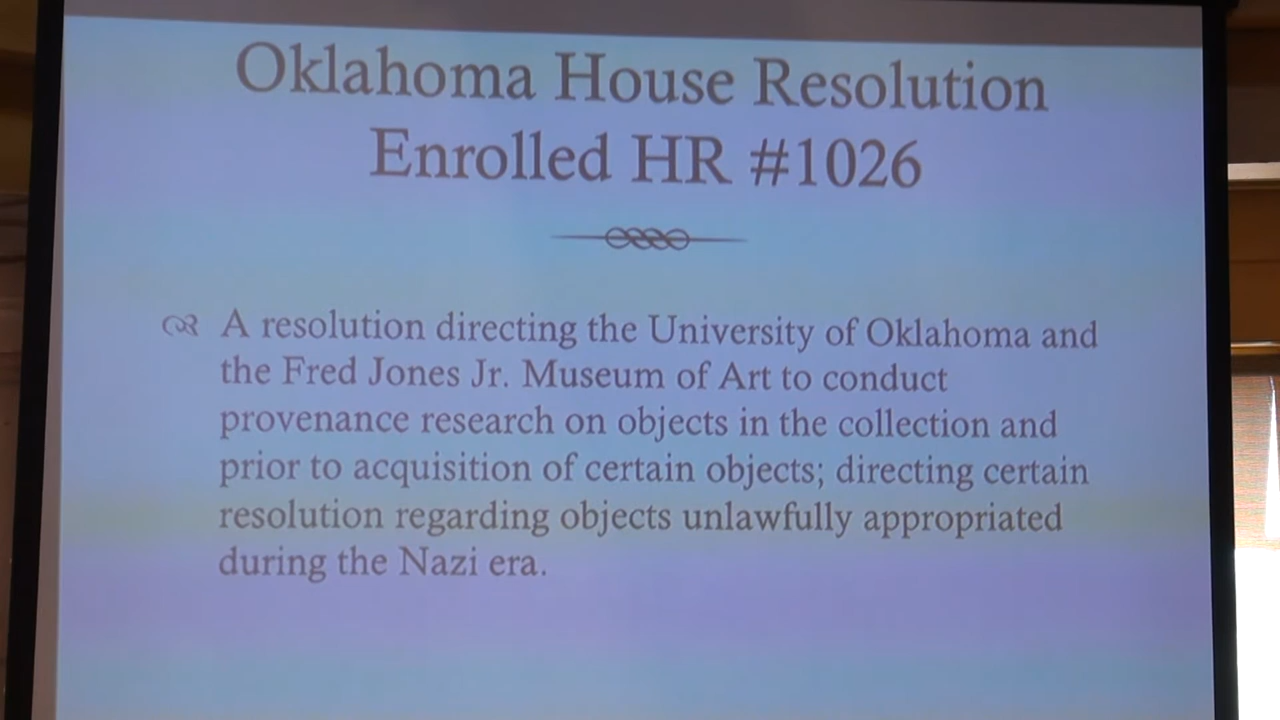 Oklahoma House Resolution
Enrolled HR #1026
A resolution directing the University of Oklahoma and
the Fred Jones Jr. Museum of Art to conduct
provenance research on objects in the collection and
prior to acquisition of certain objects; directing certain
resolution regarding objects unlawfully appropriated
during the Nazi era.